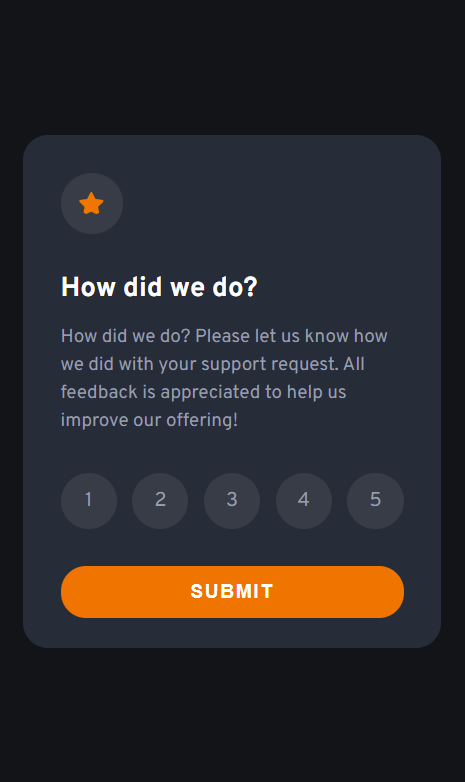 How did we do?
How did we do? Please let us know how
we did with your support request. All
feedback is appreciated to help us
improve our offering!
1 2 3 4 5
SUBMIT